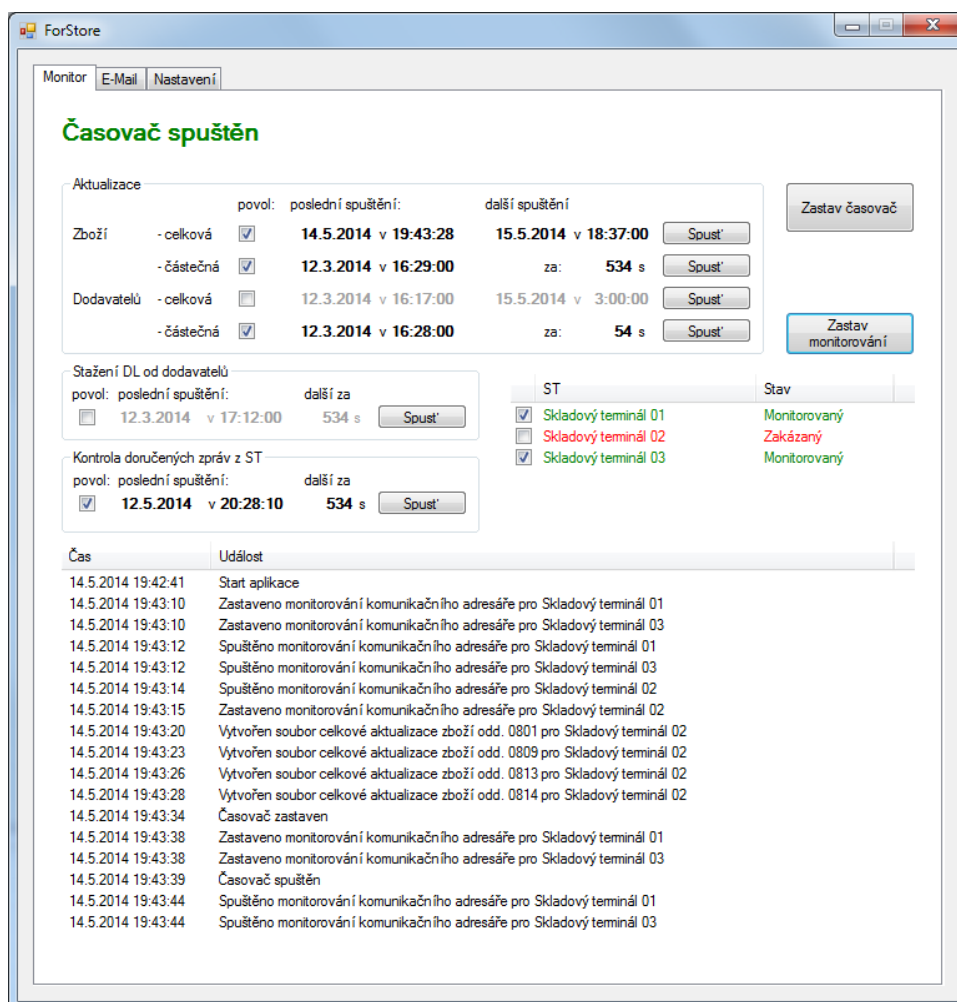 ForStore
Monitor E-Mail Nastavení
Časovač spuštěn
Aktualizace
povol: poslední spuštění: další spuštění
Zboží - celková 14.5.2014 v 19:43:28 15.5.2014 v 18:37:00 Spusť
- částečná 12.3.2014 v 16:29:00 za: 534 s Spusť
Dodavatelů - celková 12.3.2014 v 16:17:00 15.5.2014 v 3:00:00 Spusť
- částečná 12.3.2014 v 16:28:00 za: 54 s Spusť
Zastav časovač
Zastav
monitorování
Stažení DL od dodavatelů
povol: poslední spuštění: další za
12.3.2014 v 17:12:00 534 s Spusť
Kontrola doručených zpráv z ST
povol: poslední spuštění: další za
12.5.2014 v 20:28:10 534 s Spusť
ST Stav
Skladový terminál 01 Monitorovaný
Skladový terminál 02 Zakázaný
Skladový terminál 03 Monitorovaný
Čas Událost
14.5.2014 19:42:41 Start aplikace
14.5.2014 19:43:10 Zastaveno monitorování komunikačního adresáře pro Skladový terminál 01
14.5.2014 19:43:10 Zastaveno monitorování komunikačního adresáře pro Skladový terminál 03
14.5.2014 19:43:12 Spuštěno monitorování komunikačního adresáře pro Skladový terminál 01
14.5.2014 19:43:12 Spuštěno monitorování komunikačního adresáře pro Skladový terminál 03
14.5.2014 19:43:14 Spuštěno monitorování komunikačního adresáře pro Skladový terminál 02
14.5.2014 19:43:15 Zastaveno monitorování komunikačního adresáře pro Skladový terminál 02
14.5.2014 19:43:20 Vytvořen soubor celkové aktualizace zboží odd. 0801 pro Skladový terminál 02
14.5.2014 19:43:23 Vytvořen soubor celkové aktualizace zboží odd. 0809 pro Skladový terminál 02
14.5.2014 19:43:26 Vytvořen soubor celkové aktualizace zboží odd. 0813 pro Skladový terminál 02
14.5.2014 19:43:28 Vytvořen soubor celkové aktualizace zboží odd. 0814 pro Skladový terminál 02
14.5.2014 19:43:34 Časovač zastaven
14.5.2014 19:43:38 Zastaveno monitorování komunikačního adresáře pro Skladový terminál 01
14.5.2014 19:43:38 Zastaveno monitorování komunikačního adresáře pro Skladový terminál 03
14.5.2014 19:43:39 Časovač spuštěn
14.5.2014 19:43:44 Spuštěno monitorování komunikačního adresáře pro Skladový terminál 01
14.5.2014 19:43:44 Spuštěno monitorování komunikačního adresáře pro Skladový terminál 03